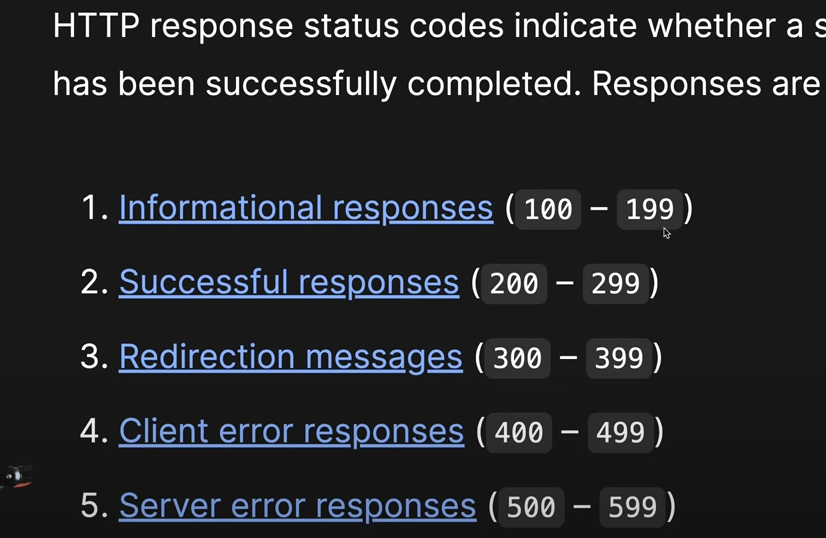 HTTP response status codes indicate whether a
has been successfully completed. Responses are
1. Informational responses (100 – 199)
2. Successful responses (200 – 299)
3. Redirection messages (300 – 399)
4. Client error responses (400 – 499)
5. Server error responses (500 – 599)